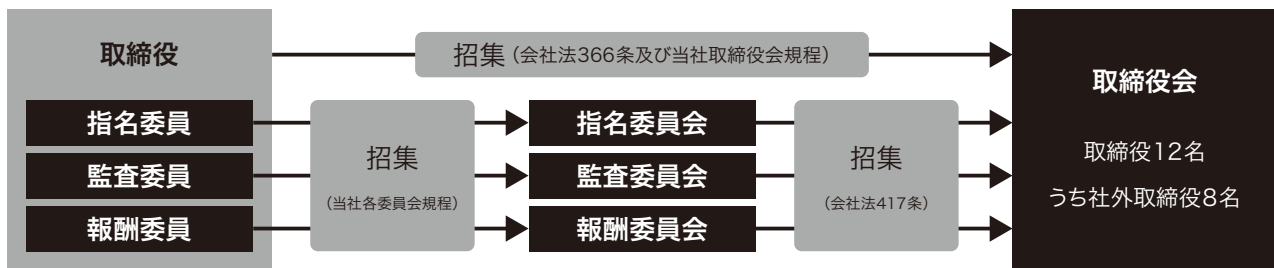 取締役
招集（会社法366条及び当社取締役会規程）
指名委員
監査委員
報酬委員
招集
（当社各委員会規程）
指名委員会
監査委員会
報酬委員会
招集
（会社法417条）
取締役会
取締役12名
うち社外取締役8名